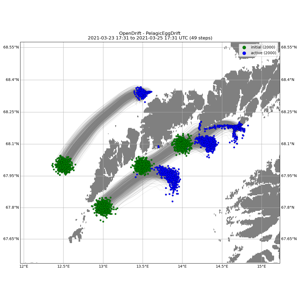 OpenDrift - PelagicEggDrift
2021-03-23 17:31 to 2021-03-25 17:31 UTC (49 steps)
initial (2000)
active (2000)
68.55°N 68.55°N
68.4°N 68.4°N
68.25°N 68.25°N
68.1°N 68.1°N
67.95°N 67.95°N
67.8°N 67.8°N
67.65°N 67.65°N
12°E 12.5°E 13°E 13.5°E 14°E 14.5°E 15°E